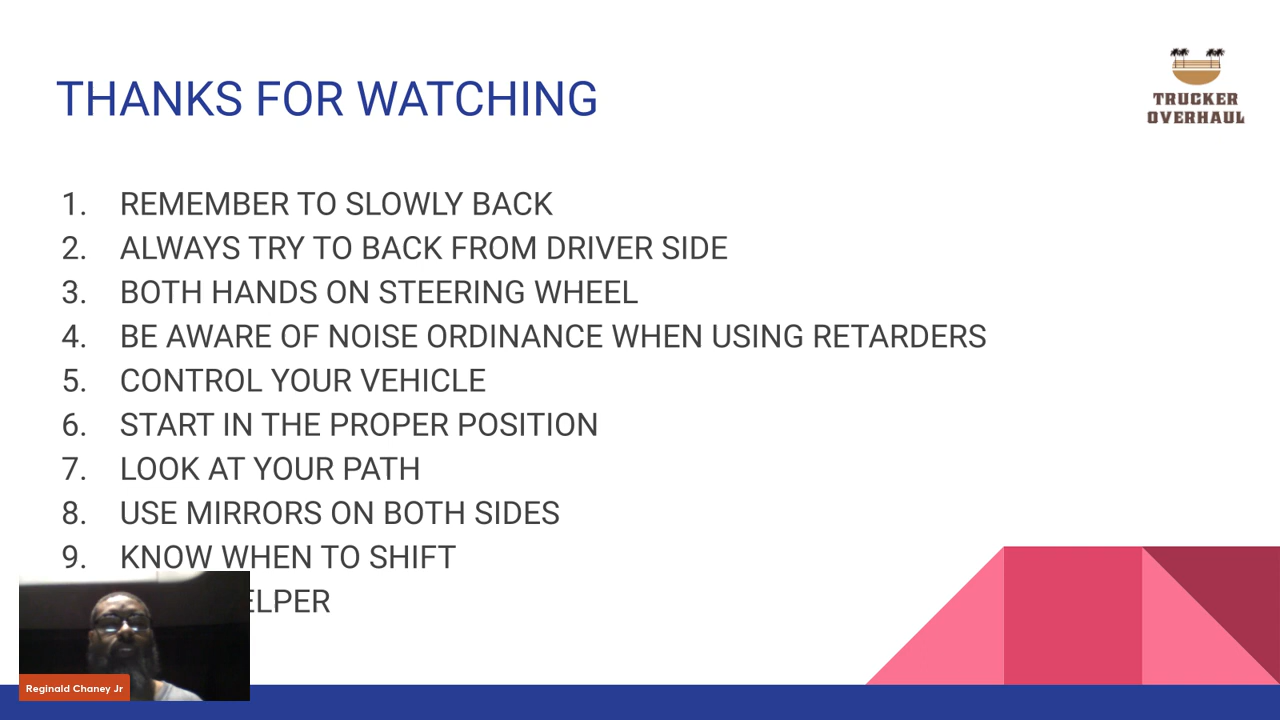 THANKS FOR WATCHING
TRUCKER
OVERHAUL
1. REMEMBER TO SLOWLY BACK
2. ALWAYS TRY TO BACK FROM DRIVER SIDE
3. BOTH HANDS ON STEERING WHEEL
4. BE AWARE OF NOISE ORDINANCE WHEN USING RETARDERS
5. CONTROL YOUR VEHICLE
6. START IN THE PROPER POSITION
7. LOOK AT YOUR PATH
8. USE MIRRORS ON BOTH SIDES
9. KNOW WHEN TO SHIFT
ELPER
Reginald Chaney Jr